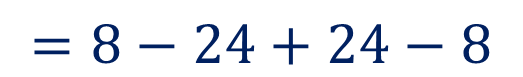 = 8 − 24 + 24 − 8